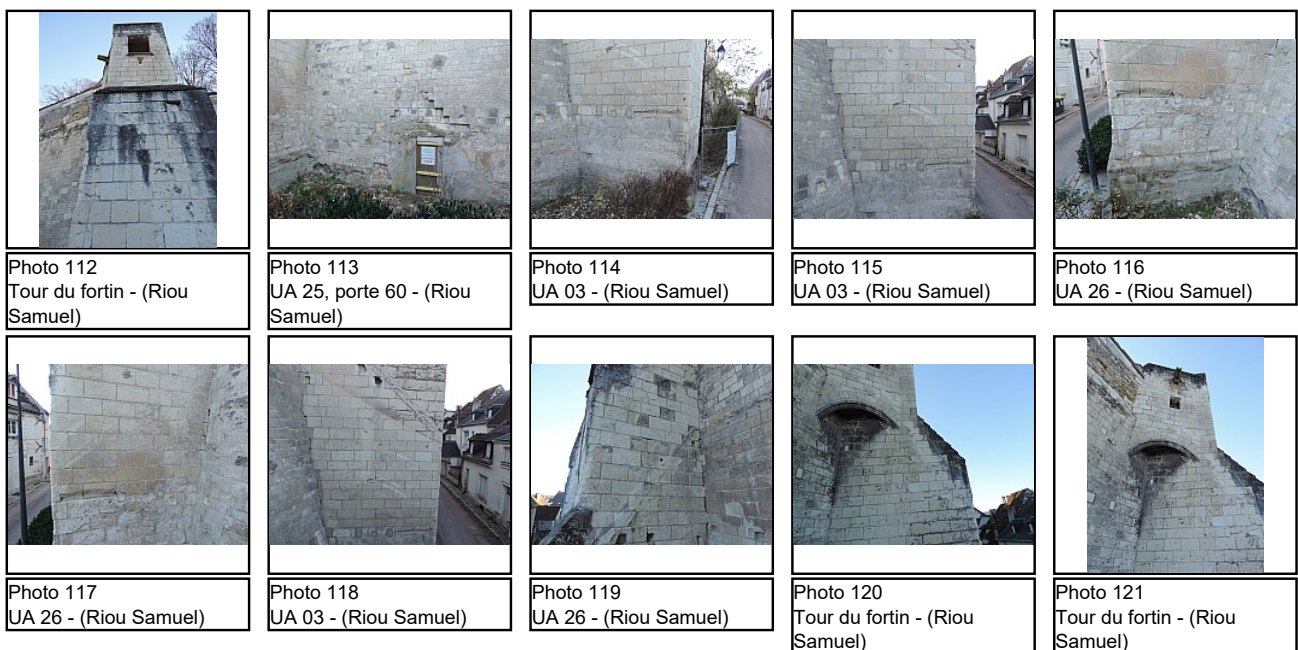 Photo 112
Tour du fortin - (Riou
Samuel)
Photo 113
UA 25, porte 60 - (Riou
Samuel)
Photo 114
UA 03 - (Riou Samuel)
Photo 115
UA 03 - (Riou Samuel)
Photo 116
UA 26 - (Riou Samuel)
Photo 117
UA 26 - (Riou Samuel)
Photo 118
UA 03 - (Riou Samuel)
Photo 119
UA 26 - (Riou Samuel)
Photo 120
Tour du fortin - (Riou
Samuel)
Photo 121
Tour du fortin - (Riou
Samuel)